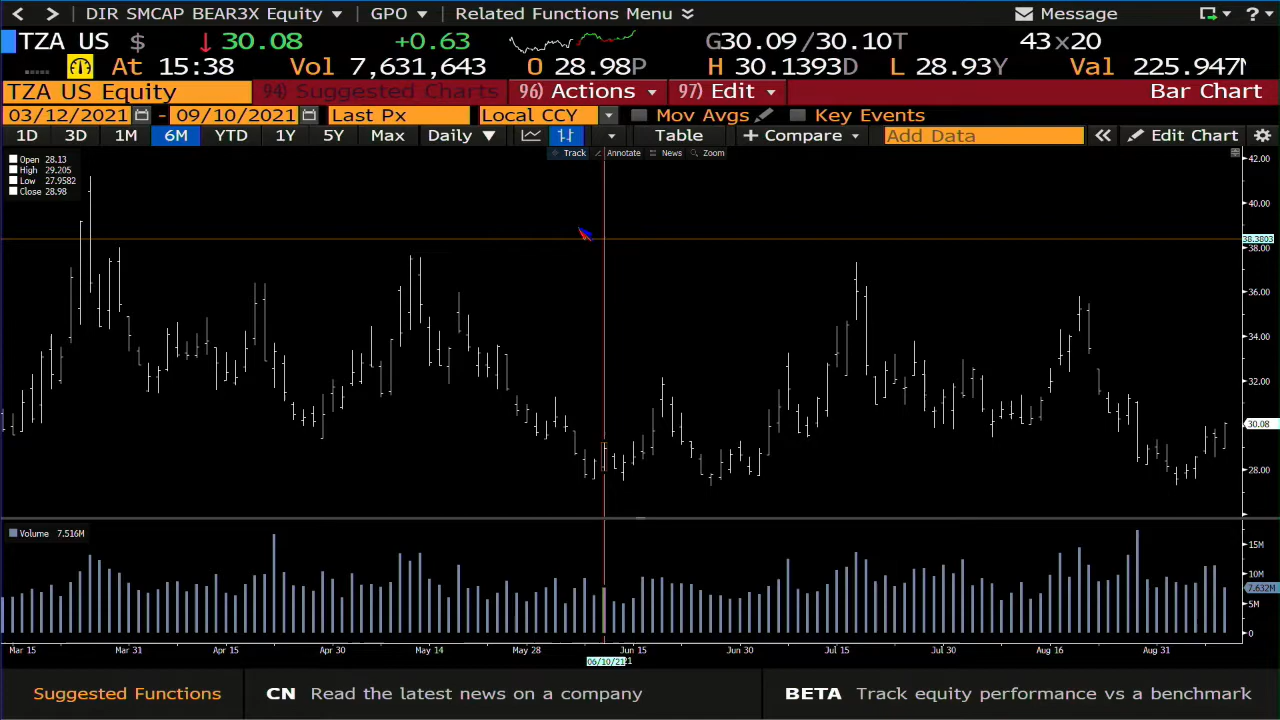 DIR SMCAP BEAR3X Equity GPO Related Functions Menu Message ?
TZA US $ 30.08 +0.63 G30.09/30.10T 43x20
At 15:38 Vol 7,631,643 O 28.98P H 30.1393D L 28.93Y Val 225.947M
TZA US Equity 94) Suggested Charts 96) Actions 97) Edit Bar Chart
03/12/2021 - 09/10/2021 Last Px Local CCY Mov Avgs Key Events
1D 3D 1M 6M YTD 1Y 5Y Max Daily Table + Compare Add Data « Edit Chart
Track Annotate News Zoom
Open 28.13
High 29.205
Low 27.9582
Close 28.98
42.00
40.00
38.3803
38.00
36.00
34.00
32.00
30.08
28.00
Volume 7.516M
15M
10M
7.632M
5M
0
Mar 15 Mar 31 Apr 15 Apr 30 May 14 May 28 Jun 15 Jun 30 Jul 15 Jul 30 Aug 16 Aug 31
06/10/21
Suggested Functions CN Read the latest news on a company BETA Track equity performance vs a benchmark